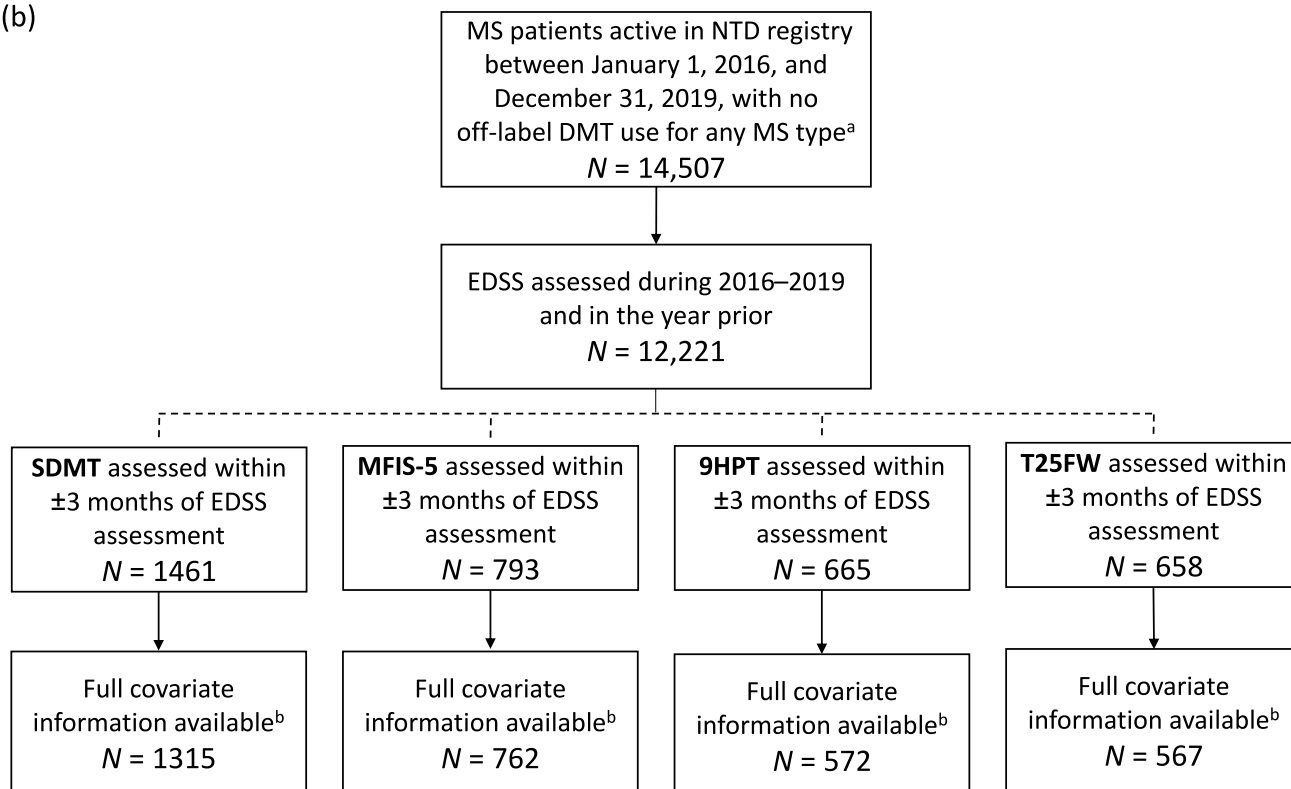 (b)
MS patients active in NTD registry
between January 1, 2016, and
December 31, 2019, with no
off-label DMT use for any MS typeᵃ
N = 14,507
EDSS assessed during 2016–2019
and in the year prior
N = 12,221
SDMT assessed within
±3 months of EDSS
assessment
N = 1461
MFIS-5 assessed within
±3 months of EDSS
assessment
N = 793
9HPT assessed within
±3 months of EDSS
assessment
N = 665
T25FW assessed within
±3 months of EDSS
assessment
N = 658
Full covariate
information availableᵇ
N = 1315
Full covariate
information availableᵇ
N = 762
Full covariate
information availableᵇ
N = 572
Full covariate
information availableᵇ
N = 567